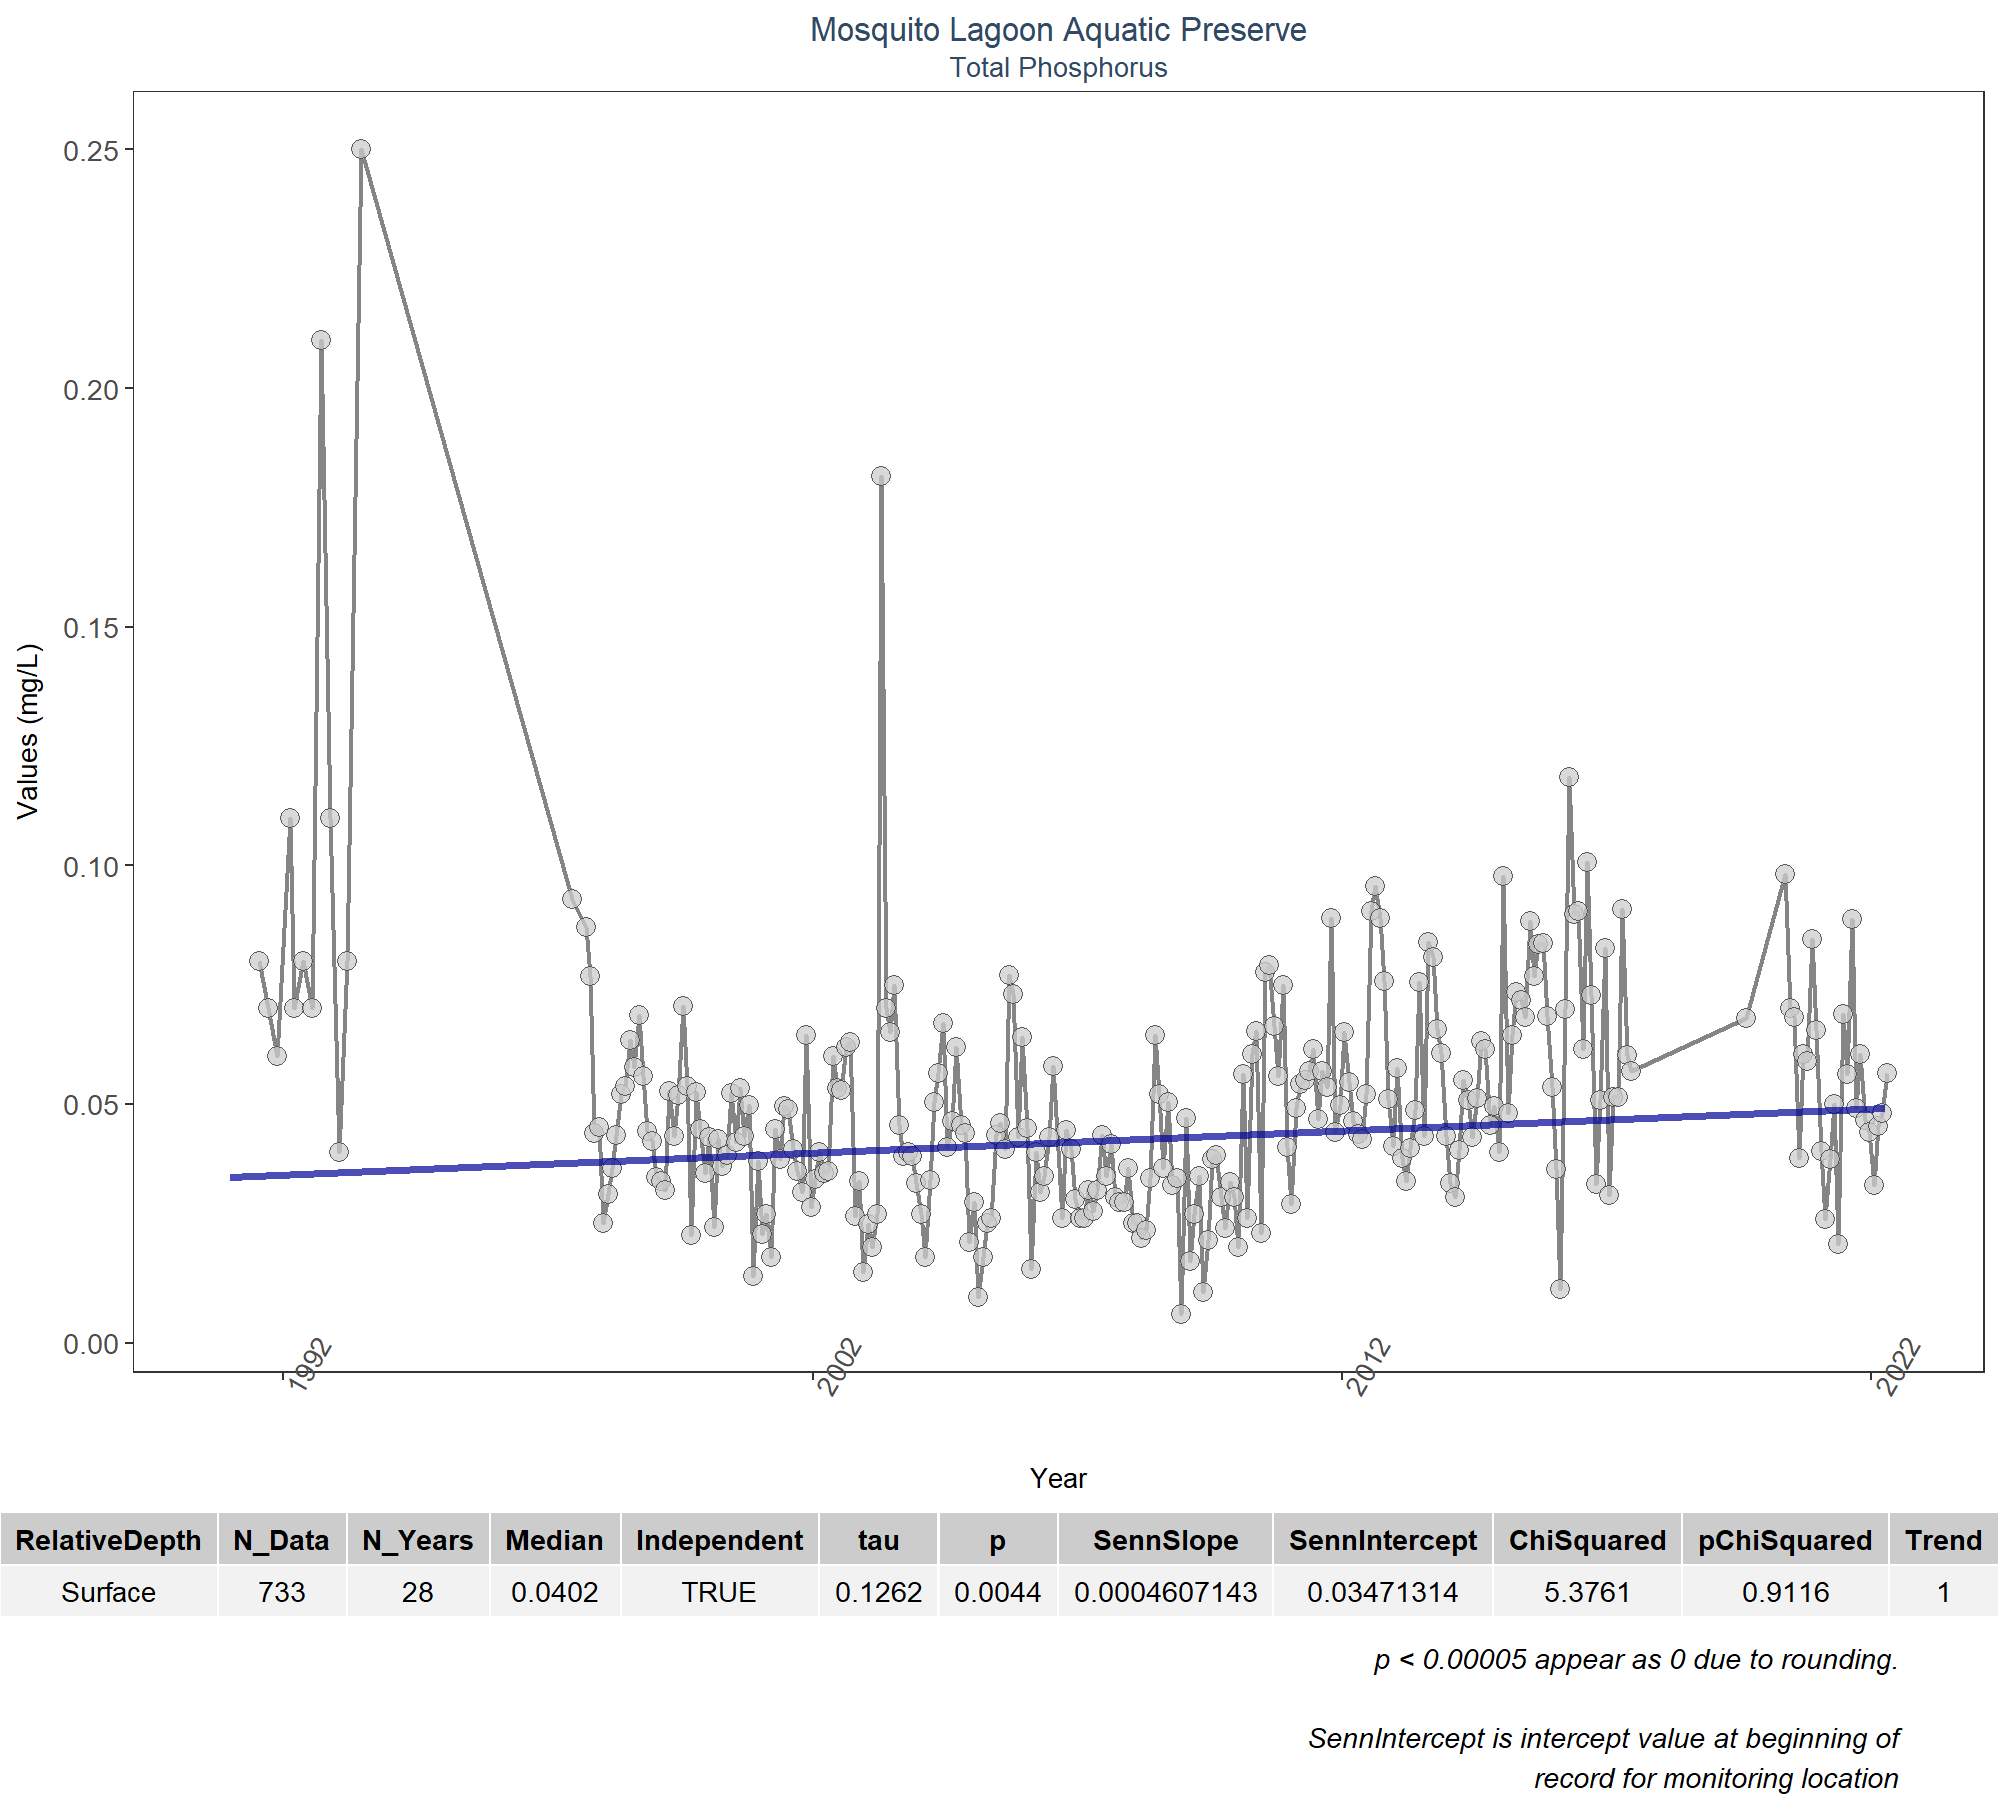 Mosquito Lagoon Aquatic Preserve
Total Phosphorus
0.25
0.20
0.15
0.10
0.05
0.00
Values (mg/L)
1992
2002
2012
2022
Year
RelativeDepth N_Data N_Years Median Independent tau p SennSlope SennIntercept ChiSquared pChiSquared Trend
Surface 733 28 0.0402 TRUE 0.1262 0.0044 0.0004607143 0.03471314 5.3761 0.9116 1
p < 0.00005 appear as 0 due to rounding.
SennIntercept is intercept value at beginning of
record for monitoring location